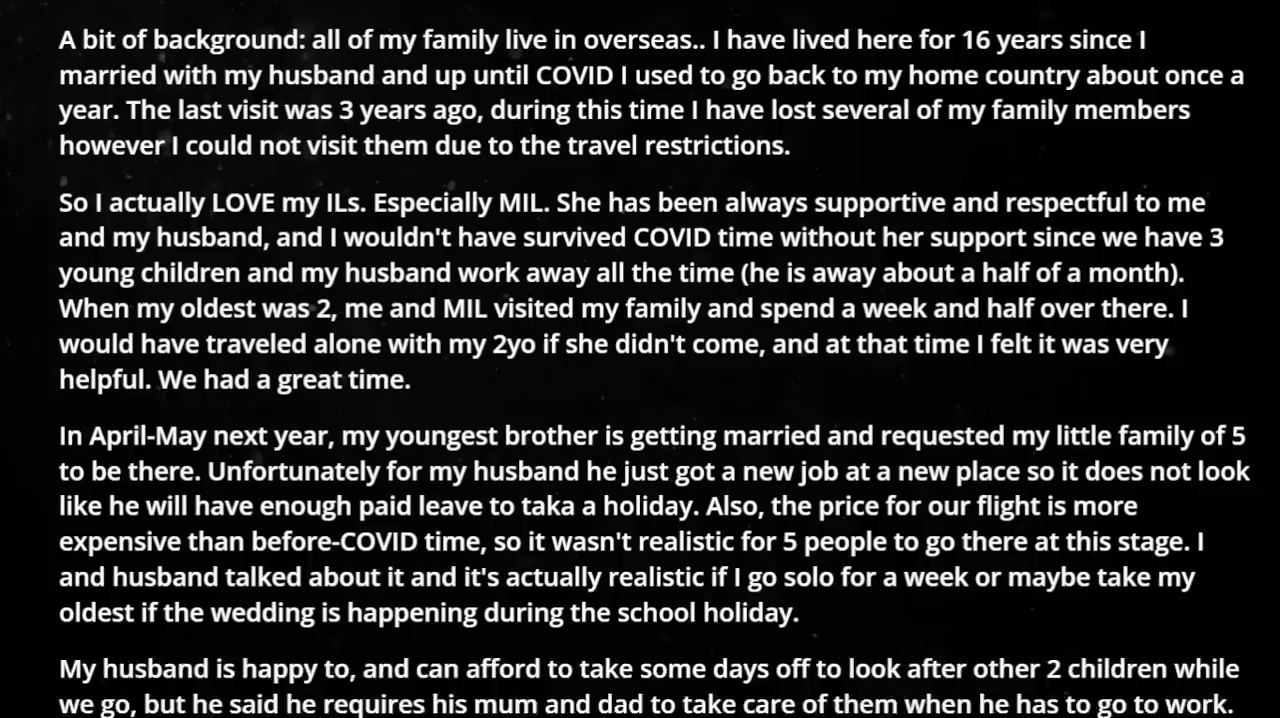 A bit of background: all of my family live in overseas.. I have lived here for 16 years since I
married with my husband and up until COVID I used to go back to my home country about once a
year. The last visit was 3 years ago, during this time I have lost several of my family members
however I could not visit them due to the travel restrictions.
So I actually LOVE my ILs. Especially MIL. She has been always supportive and respectful to me
and my husband, and I wouldn't have survived COVID time without her support since we have 3
young children and my husband work away all the time (he is away about a half of a month).
When my oldest was 2, me and MIL visited my family and spend a week and half over there. I
would have traveled alone with my 2yo if she didn't come, and at that time I felt it was very
helpful. We had a great time.
In April-May next year, my youngest brother is getting married and requested my little family of 5
to be there. Unfortunately for my husband he just got a new job at a new place so it does not look
like he will have enough paid leave to taka a holiday. Also, the price for our flight is more
expensive than before-COVID time, so it wasn't realistic for 5 people to go there at this stage. I
and husband talked about it and it's actually realistic if I go solo for a week or maybe take my
oldest if the wedding is happening during the school holiday.
My husband is happy to, and can afford to take some days off to look after other 2 children while
we go, but he said he requires his mum and dad to take care of them when he has to go to work.